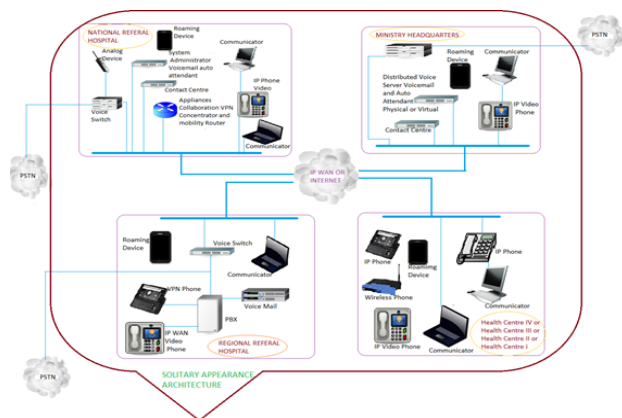 NATIONAL REFERAL
HOSPITAL
Roaming
Device
Analog
Device
System
Administrator
Voicemail auto
attendant
Communicator
Contact Centre
IP Phone
Video
Appliances
Collaboration VPN
Concentrator and
mobility Router
Voice
Switch
Communicator
PSTN
MINISTRY HEADQUARTERS
Communicator
Roaming
Device
PSTN
Distributed Voice
Server Voicemail
and Auto
Attendant
Physical or Virtual
IP Video
Phone
Contact Centre
IP WAN OR
INTERNET
Roaming
Device
Voice Switch
Communicator
VPN Phone
Voice Mail
PBX
IP WAN
Video
Phone
REGIONAL REFERAL
HOSPITAL
PSTN
IP Phone
Roaming
Device
IP Phone
Wireless Phone
Communicator
IP Video Phone
Communicator
Health Centre IV or
Health Centre III or
Health Centre II or
Health Centre i
SOLITARY APPEARANCE
ARCHITECTURE